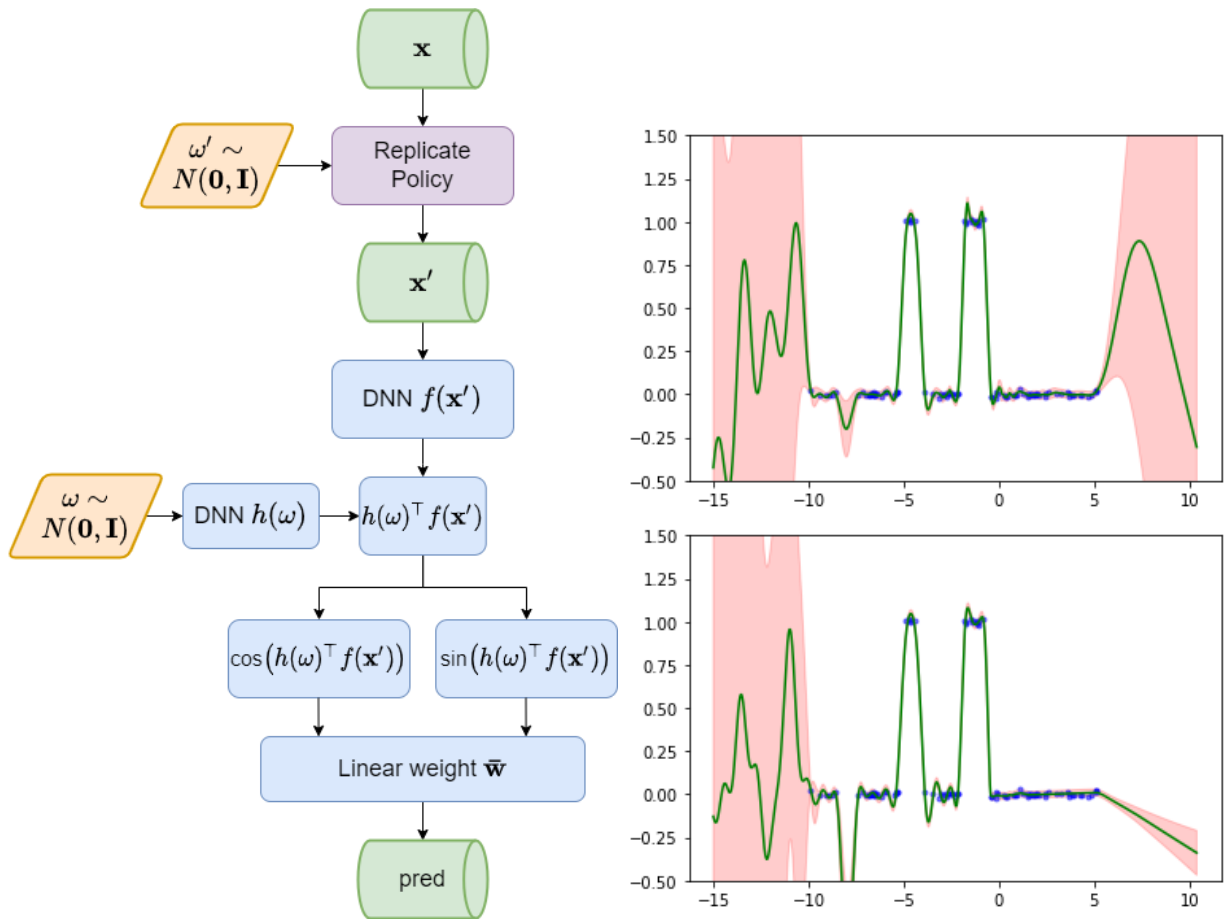 x
ω′ ∼
N(0, I)
Replicate
Policy
x′
DNN f(x′)
ω ∼
N(0, I)
DNN h(ω)
h(ω)⊤ f(x′)
cos(h(ω)⊤ f(x′))
sin(h(ω)⊤ f(x′))
Linear weight w̄
pred
1.50
1.25
1.00
0.75
0.50
0.25
0.00
−0.25
−0.50
−15 −10 −5 0 5 10
1.50
1.25
1.00
0.75
0.50
0.25
0.00
−0.25
−0.50
−15 −10 −5 0 5 10